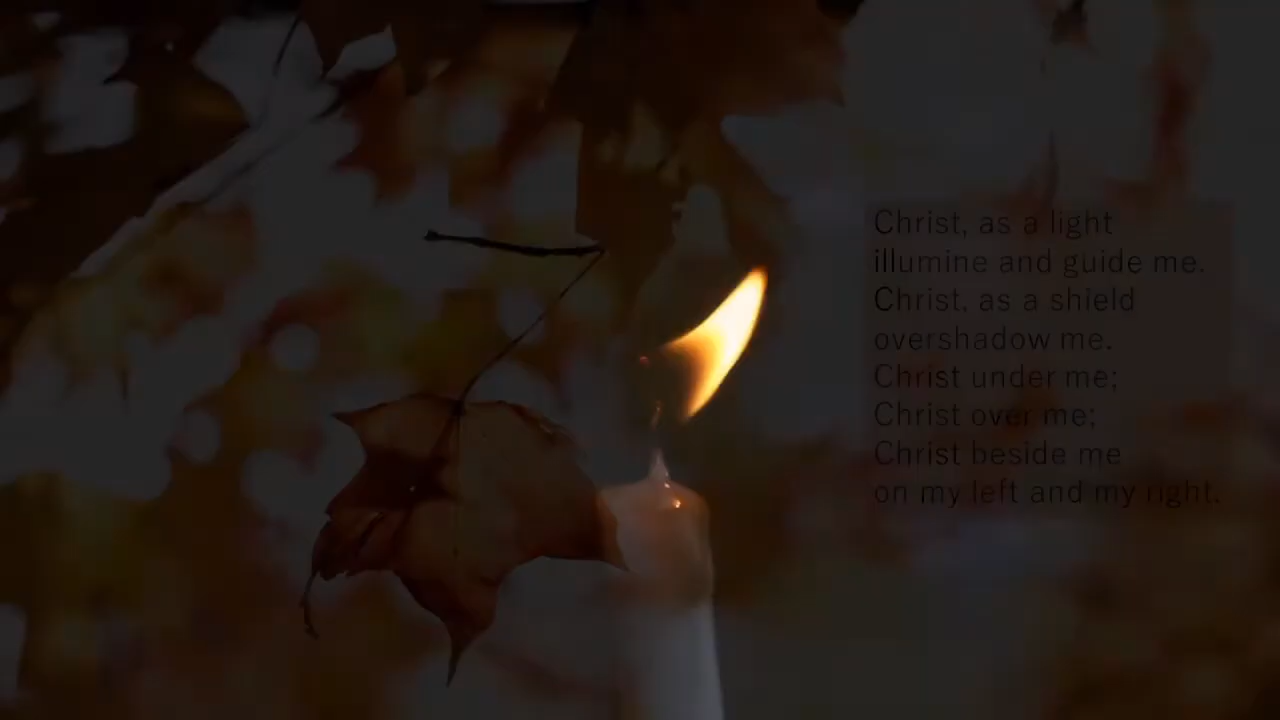 Christ, as a light
illumine and guide me.
Christ, as a shield
overshadow me.
Christ under me;
Christ over me;
Christ beside me
on my left and my right.